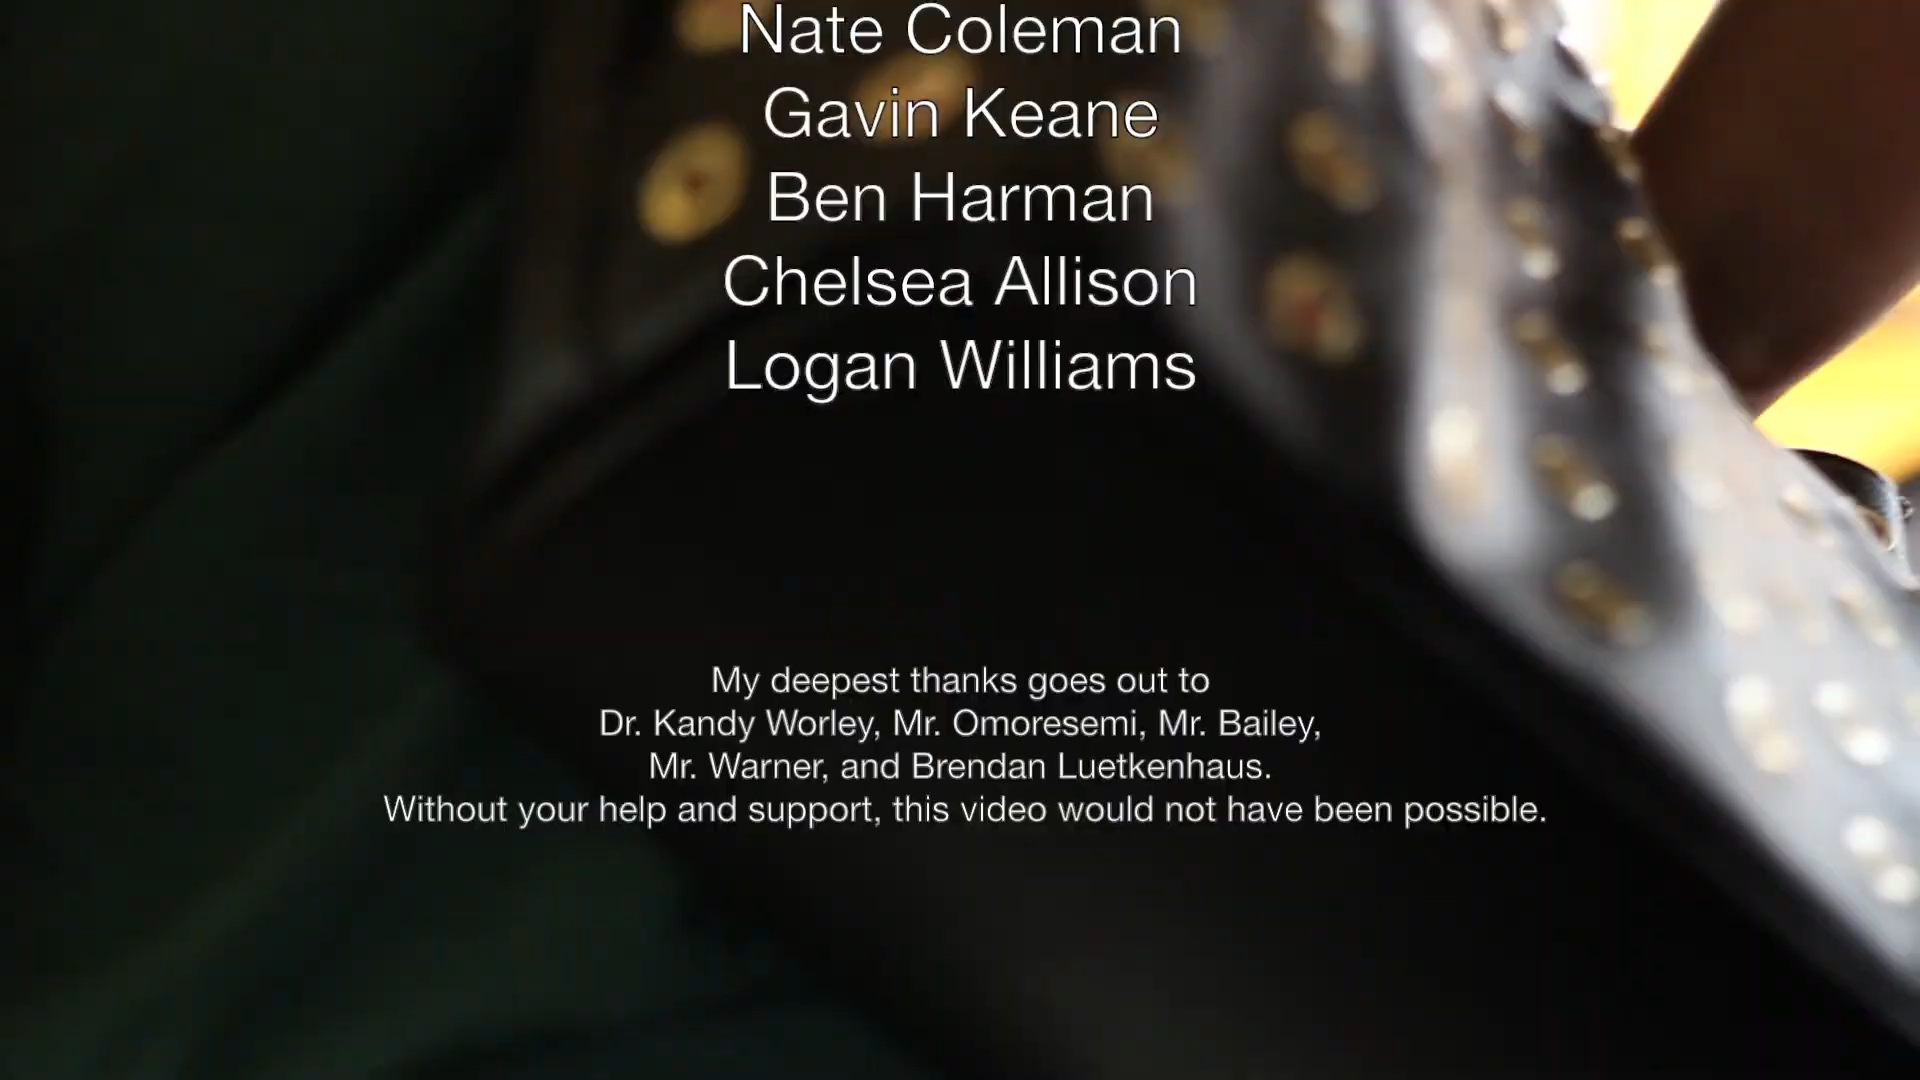 Nate Coleman
Gavin Keane
Ben Harman
Chelsea Allison
Logan Williams
My deepest thanks goes out to
Dr. Kandy Worley, Mr. Omoresemi, Mr. Bailey,
Mr. Warner, and Brendan Luetkenhaus.
Without your help and support, this video would not have been possible.